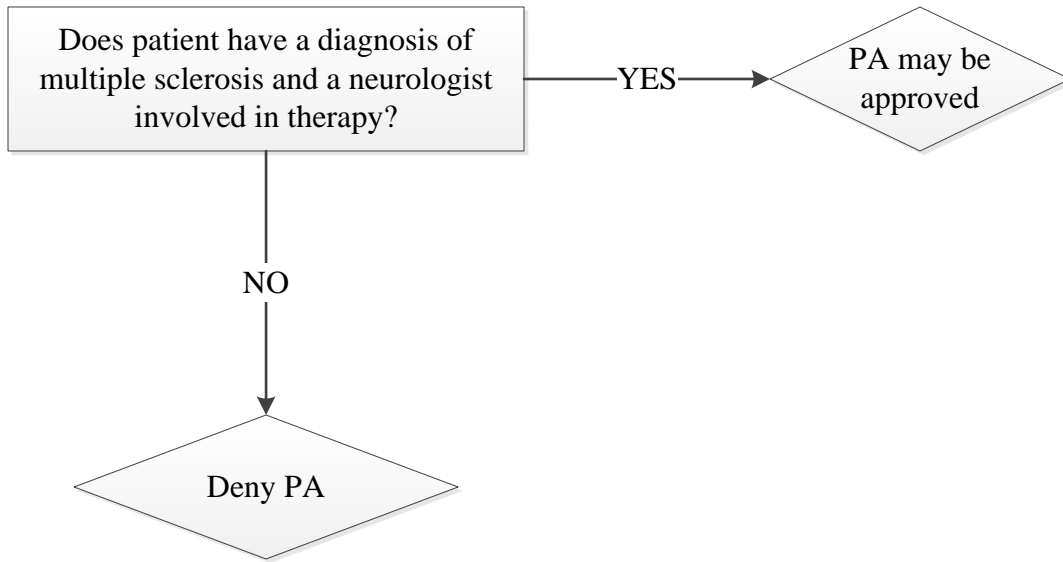 Does patient have a diagnosis of
multiple sclerosis and a neurologist
involved in therapy?
YES
PA may be
approved
NO
Deny PA